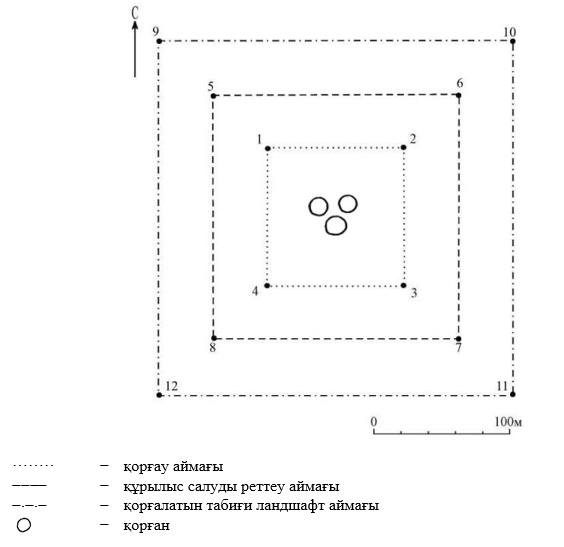 С
9
10
5
6
1
2
4
3
8
7
12
11
0
100м
– қорғау аймағы
– құрылыс салуды реттеу аймағы
– қорғалатын табиғи ландшафт аймағы
– қорған